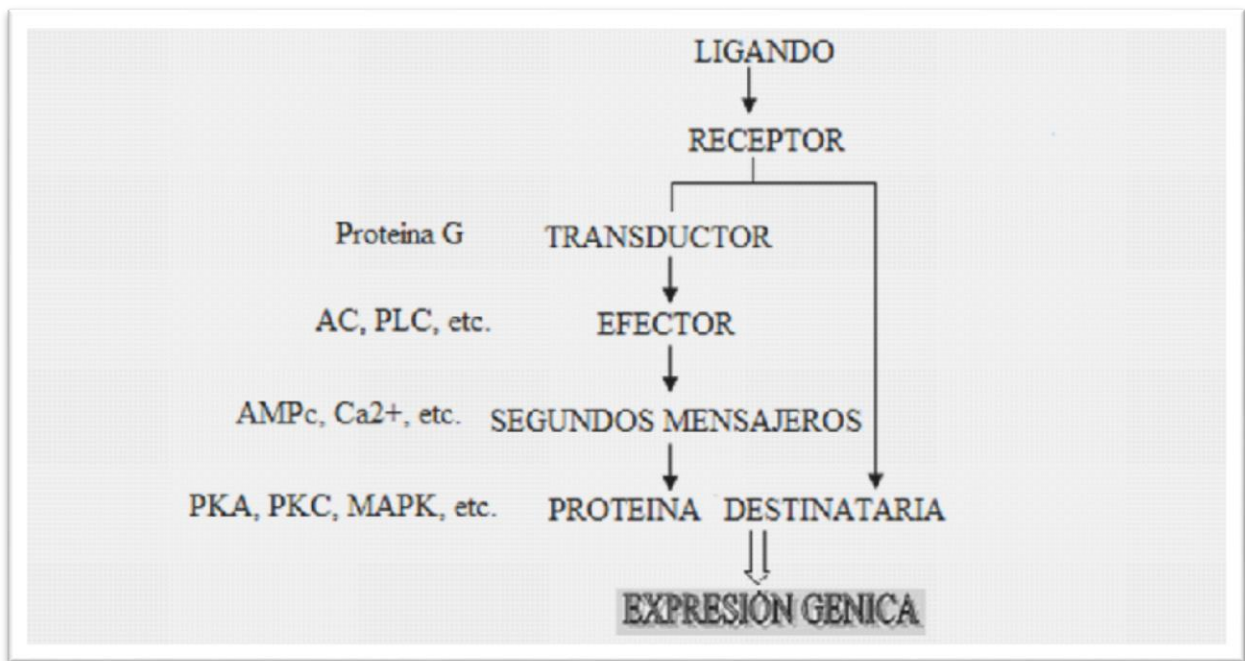 LIGANDO
RECEPTOR
Proteina G TRANSDUCTOR
AC, PLC, etc. EFECTOR
AMPc, Ca2+, etc. SEGUNDOS MENSAJEROS
PKA, PKC, MAPK, etc. PROTEINA DESTINATARIA
EXPRESIÓN GENICA